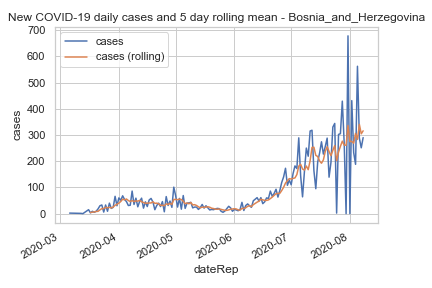 New COVID-19 daily cases and 5 day rolling mean - Bosnia_and_Herzegovina
700
600
500
400
300
200
100
0
cases
cases
cases (rolling)
2020-03
2020-04
2020-05
2020-06
2020-07
2020-08
dateRep